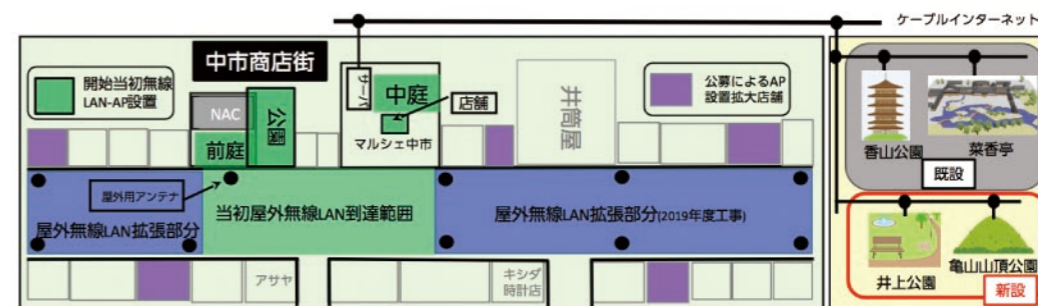 ケーブルインターネット
中市商店街
開始当初無線
LAN-AP設置
NAC
公園
前庭
サーバ
中庭
店舗
マルシェ中市
井筒屋
公募によるAP
設置拡大店舗
屋外用アンテナ
屋外無線LAN拡張部分
当初屋外無線LAN到達範囲
屋外無線LAN拡張部分(2019年度工事)
アサヤ
キシダ
時計店
香山公園
菜香亭
既設
井上公園
亀山山頂公園
新設